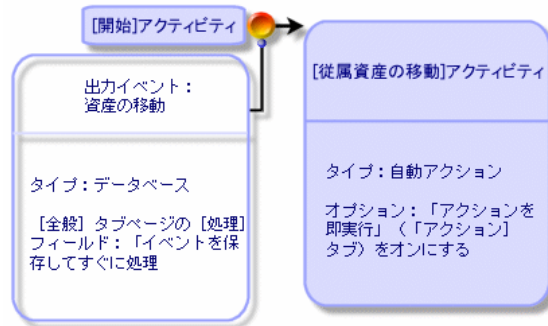 [開始]アクティビティ
出力イベント：
資産の移動
タイプ：データベース
[全般] タブページの [処理]
フィールド：「イベントを保
存してすぐに処理
[従属資産の移動]アクティビティ
タイプ：自動アクション
オプション：「アクションを
即実行」（「アクション]
タブ）をオンにする